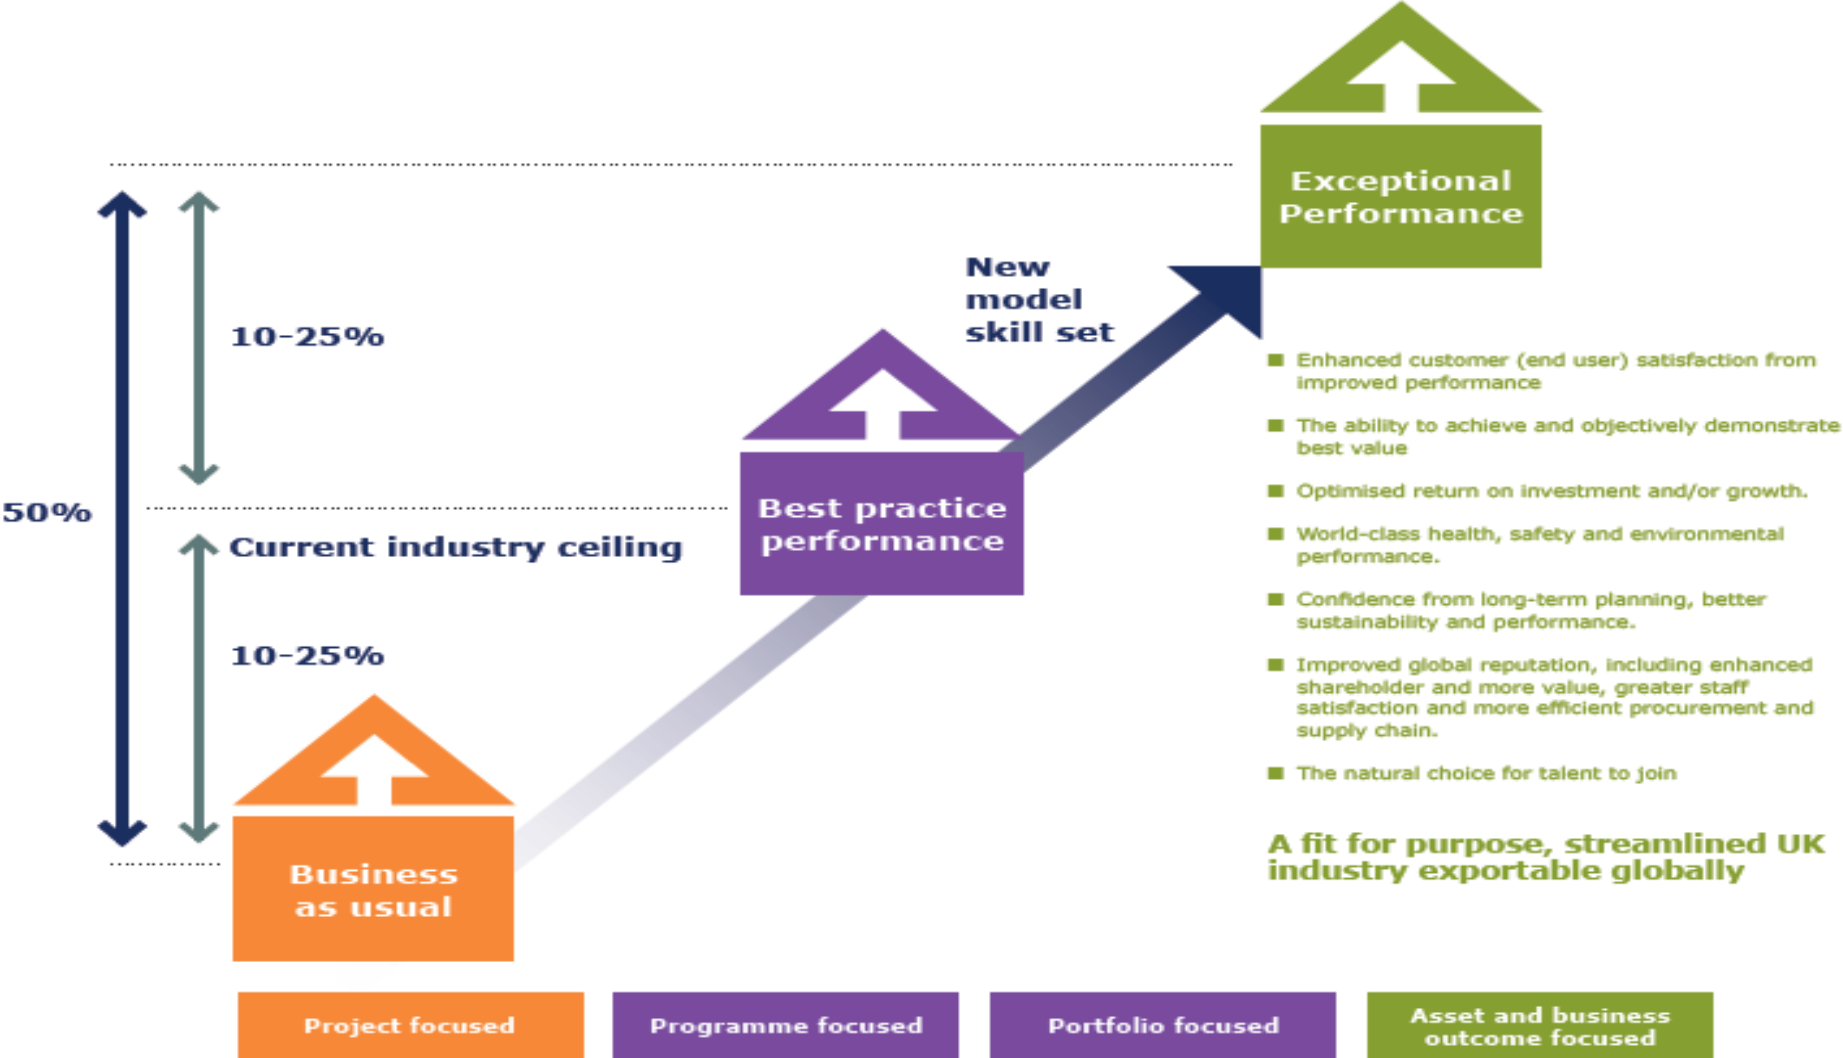 Exceptional
Performance
New
model
skill set
10-25%
50%
Current industry ceiling
Best practice
performance
10-25%
Business
as usual
Enhanced customer (end user) satisfaction from
improved performance
The ability to achieve and objectively demonstrate
best value
Optimised return on investment and/or growth.
World-class health, safety and environmental
performance.
Confidence from long-term planning, better
sustainability and performance.
Improved global reputation, including enhanced
shareholder and more value, greater staff
satisfaction and more efficient procurement and
supply chain.
The natural choice for talent to join
A fit for purpose, streamlined UK
industry exportable globally
Project focused
Programme focused
Portfolio focused
Asset and business
outcome focused